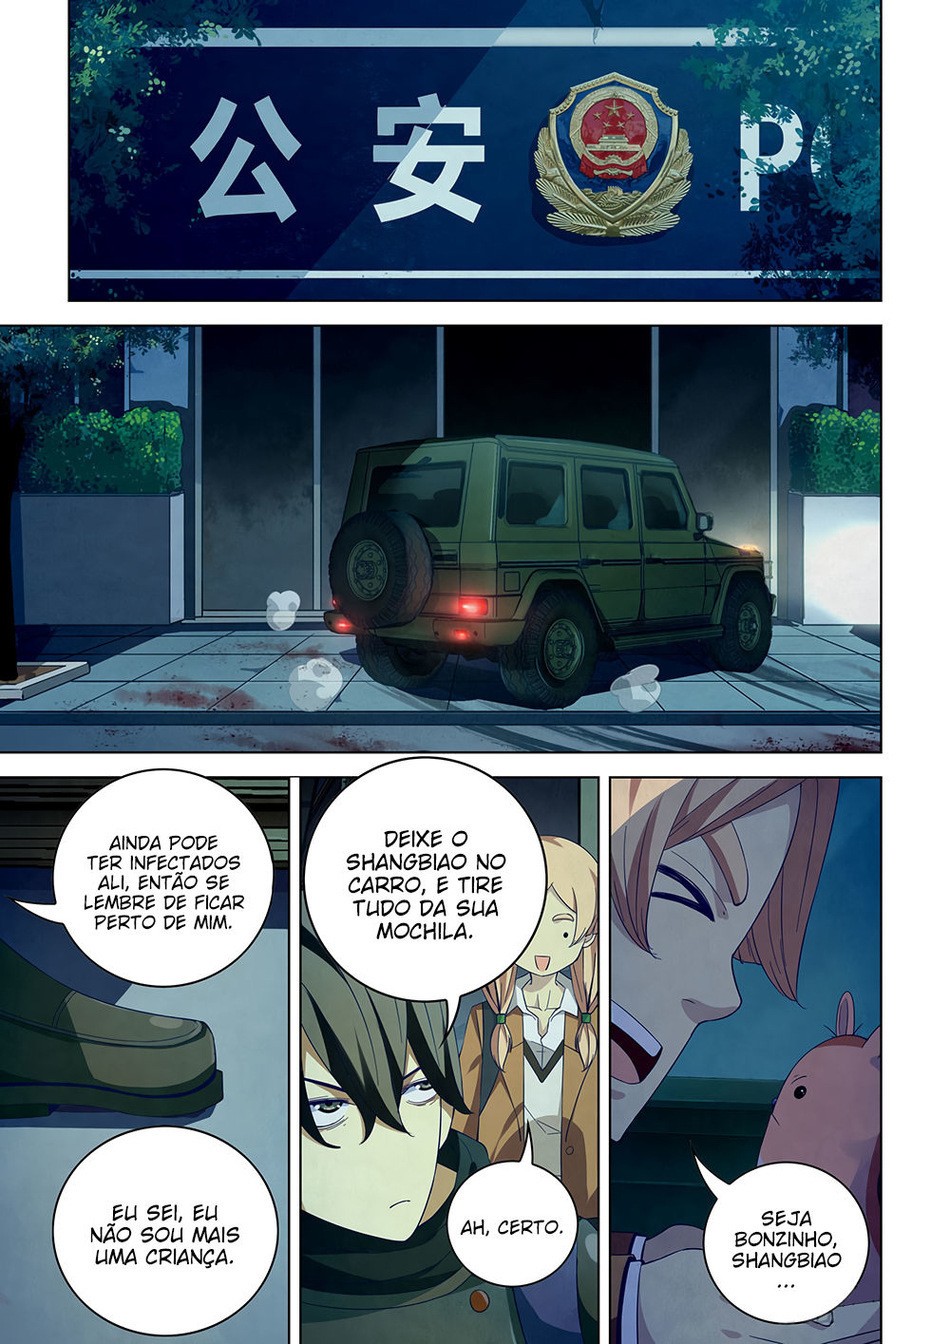 公安 P
AINDA PODE
TER INFECTADOS
ALI, ENTÃO SE
LEMBRE DE FICAR
PERTO DE MIM.
EU SEI, EU
NÃO SOU MAIS
UMA CRIANÇA.
DEIXE O
SHANGBIAO NO
CARRO, E TIRE
TUDO DA SUA
MOCHILA.
AH, CERTO.
SEJA
BONZINHO,
SHANGBIAO
...